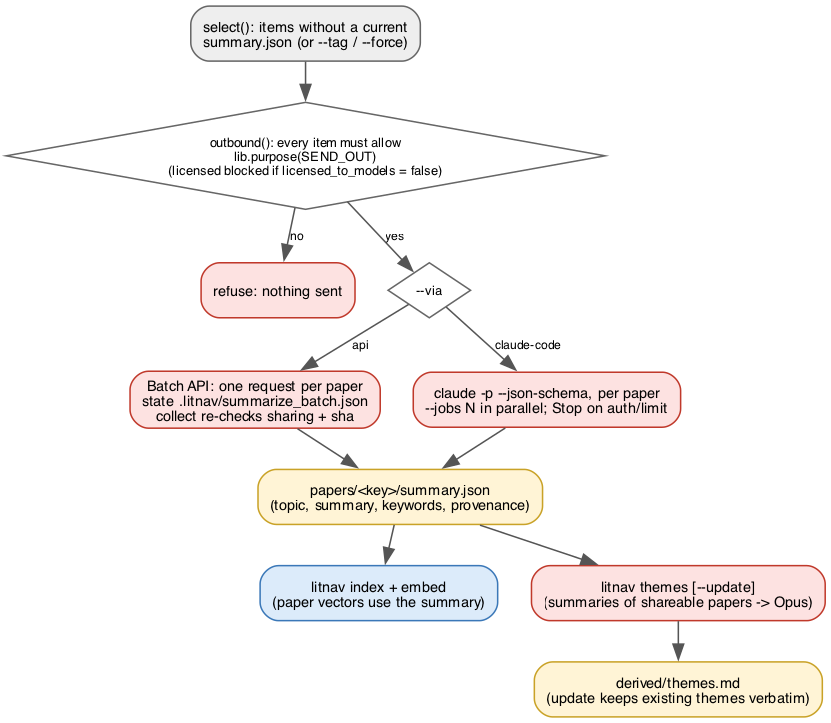 select(): items without a current
summary.json (or --tag / --force)
outbound(): every item must allow
lib.purpose(SEND_OUT)
(licensed blocked if licensed_to_models = false)
no
yes
refuse: nothing sent
--via
api
claude-code
Batch API: one request per paper
state .litnav/summarize_batch.json
collect re-checks sharing + sha
claude -p --json-schema, per paper
--jobs N in parallel; Stop on auth/limit
papers/<key>/summary.json
(topic, summary, keywords, provenance)
litnav index + embed
(paper vectors use the summary)
litnav themes [--update]
(summaries of shareable papers -> Opus)
derived/themes.md
(update keeps existing themes verbatim)